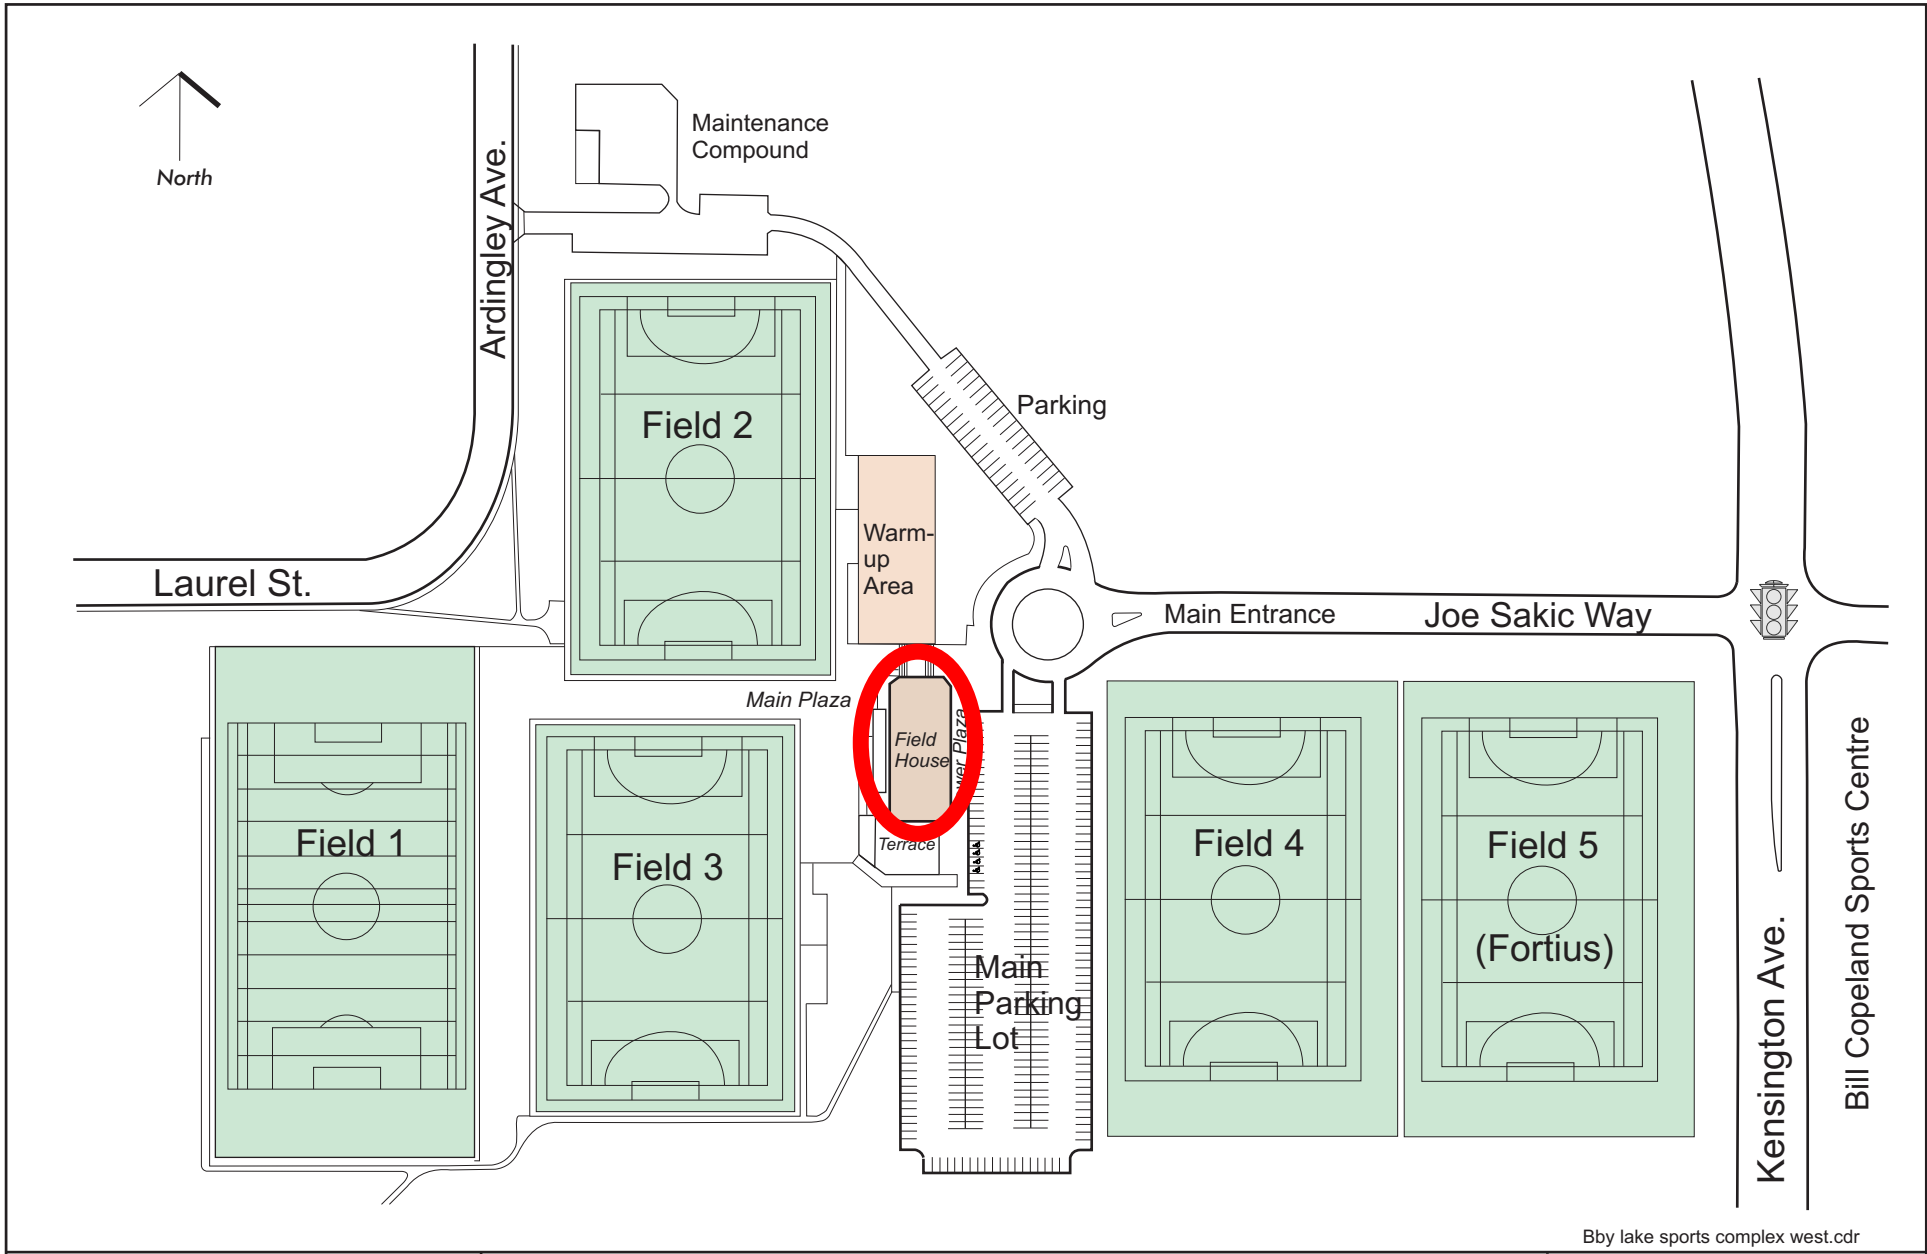 North
Maintenance
Compound
Ardingley Ave.
Parking
Field 2
Warm-
up
Area
Laurel St.
Main Entrance
Joe Sakic Way
Main Plaza
Field
House
wer Plaza
Terrace
Field 1
Field 3
Field 4
Field 5
(Fortius)
Main
Parking
Lot
Kensington Ave.
Bill Copeland Sports Centre
Bby lake sports complex west.cdr